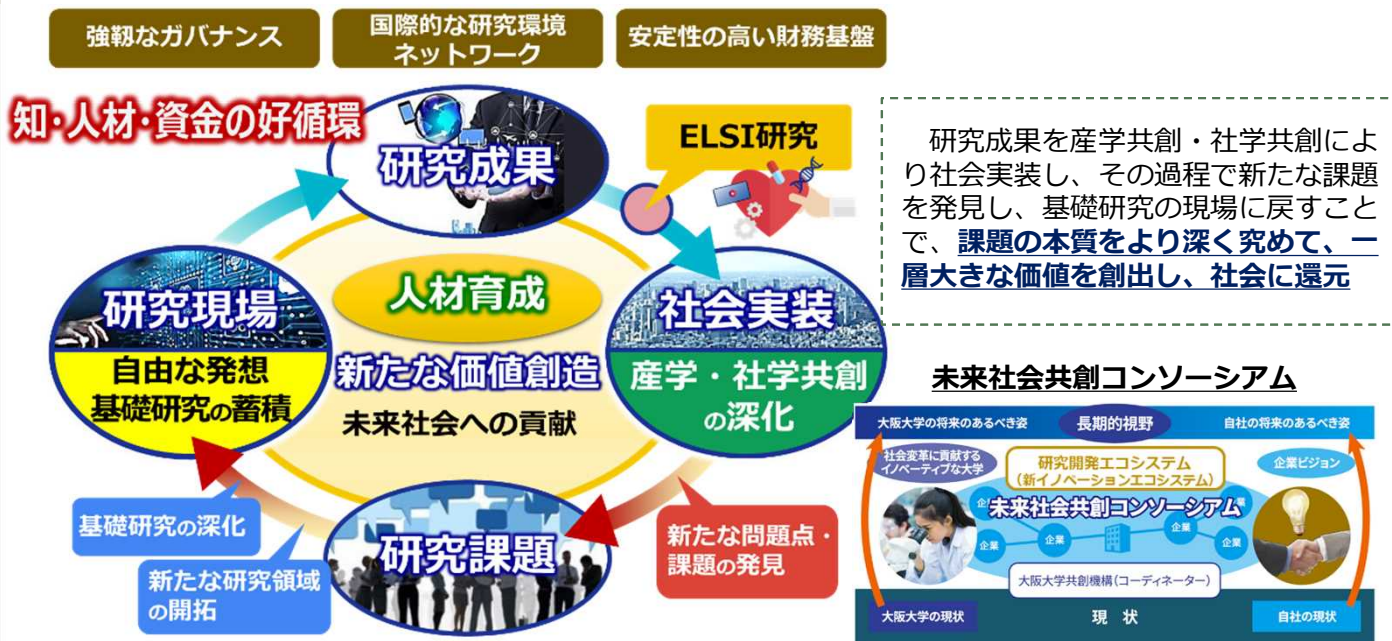 強靱なガバナンス
国際的な研究環境
ネットワーク
安定性の高い財務基盤
知・人材・資金の好循環
研究成果
ELSI研究
研究現場
自由な発想
基礎研究の蓄積
人材育成
新たな価値創造
未来社会への貢献
社会実装
産学・社学共創
の深化
基礎研究の深化
新たな研究領域
の開拓
研究課題
新たな問題点・
課題の発見
研究成果を産学共創・社学共創によ
り社会実装し、その過程で新たな課題
を発見し、基礎研究の現場に戻すこと
で、課題の本質をより深く究めて、一
層大きな価値を創出し、社会に還元
未来社会共創コンソーシアム
大阪大学の将来のあるべき姿
長期的視野
自社の将来のあるべき姿
社会変革に貢献する
イノベーティブな大学
研究開発エコシステム
(新イノベーションエコシステム)
企業ビジョン
未来社会共創コンソーシアム
企業
企業
企業
企業
大阪大学共創機構(コーディネーター)
大阪大学の現状
現 状
自社の現状